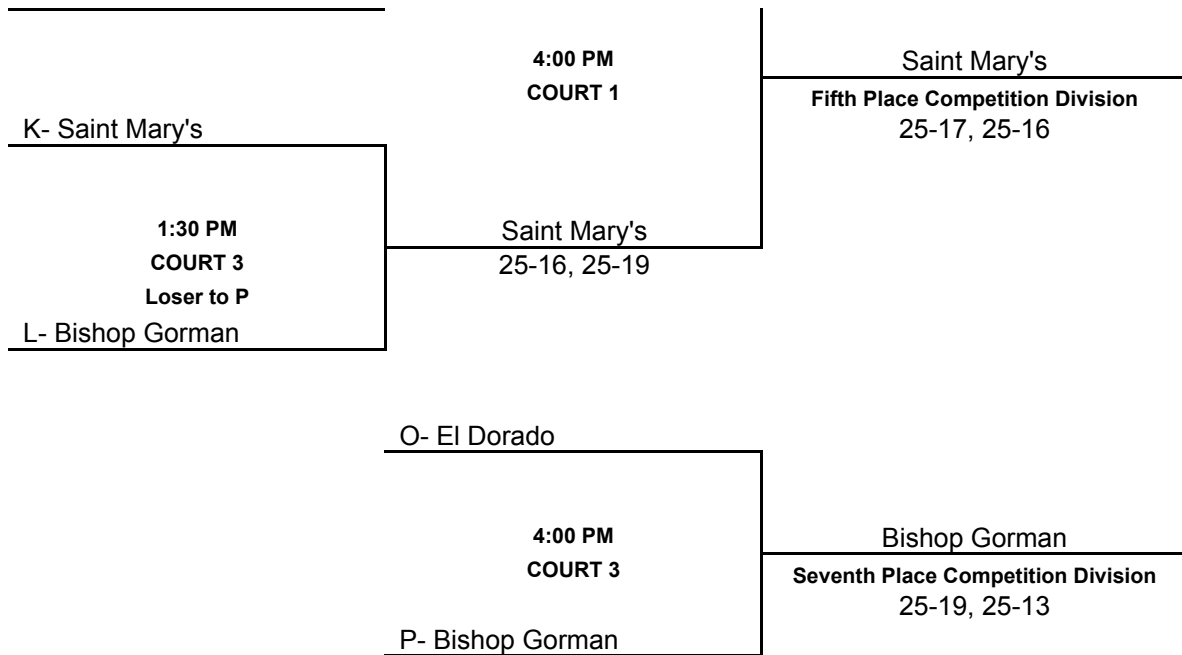 4:00 PM
COURT 1
Saint Mary's
Fifth Place Competition Division
25-17, 25-16
K- Saint Mary's
1:30 PM
COURT 3
Loser to P
Saint Mary's
25-16, 25-19
L- Bishop Gorman
O- El Dorado
4:00 PM
COURT 3
Bishop Gorman
Seventh Place Competition Division
25-19, 25-13
P- Bishop Gorman